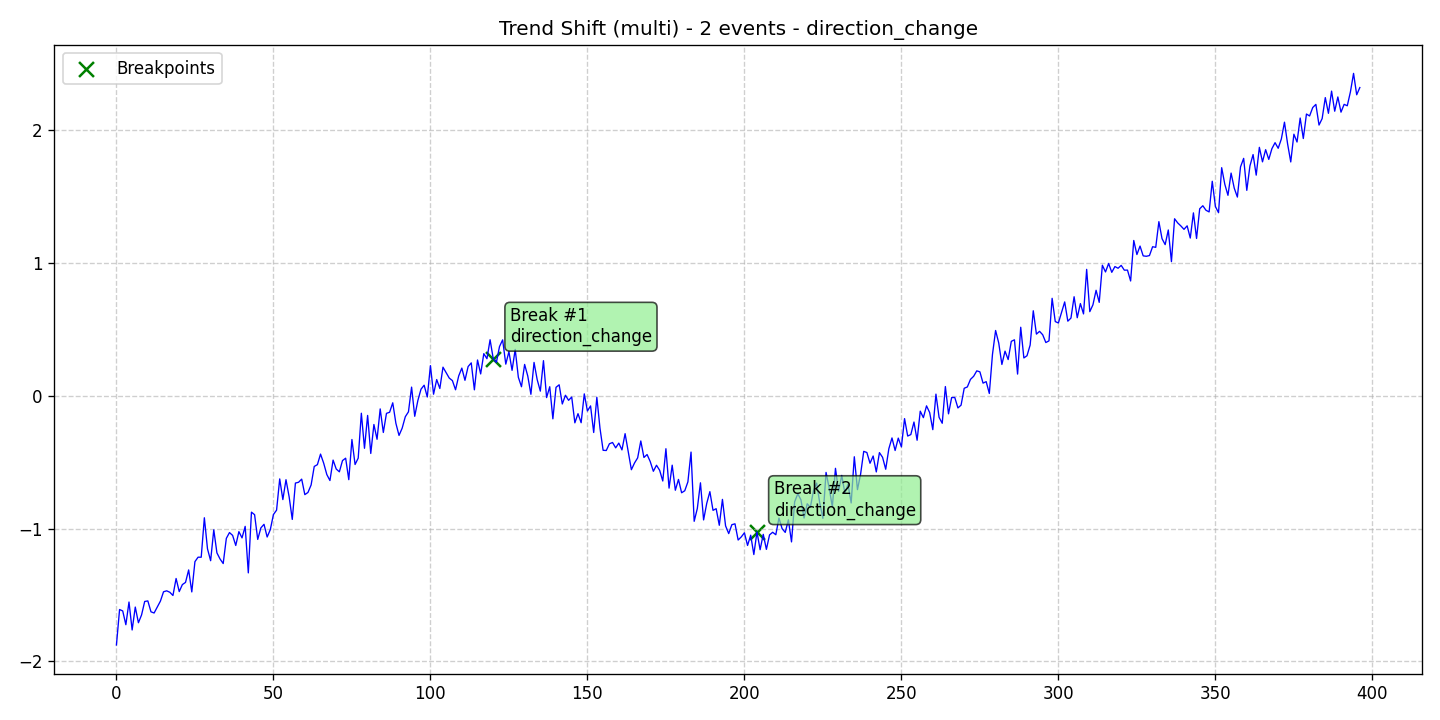 Trend Shift (multi) - 2 events - direction_change
Breakpoints
Break #1
direction_change
Break #2
direction_change
2
1
0
−1
−2
0 50 100 150 200 250 300 350 400